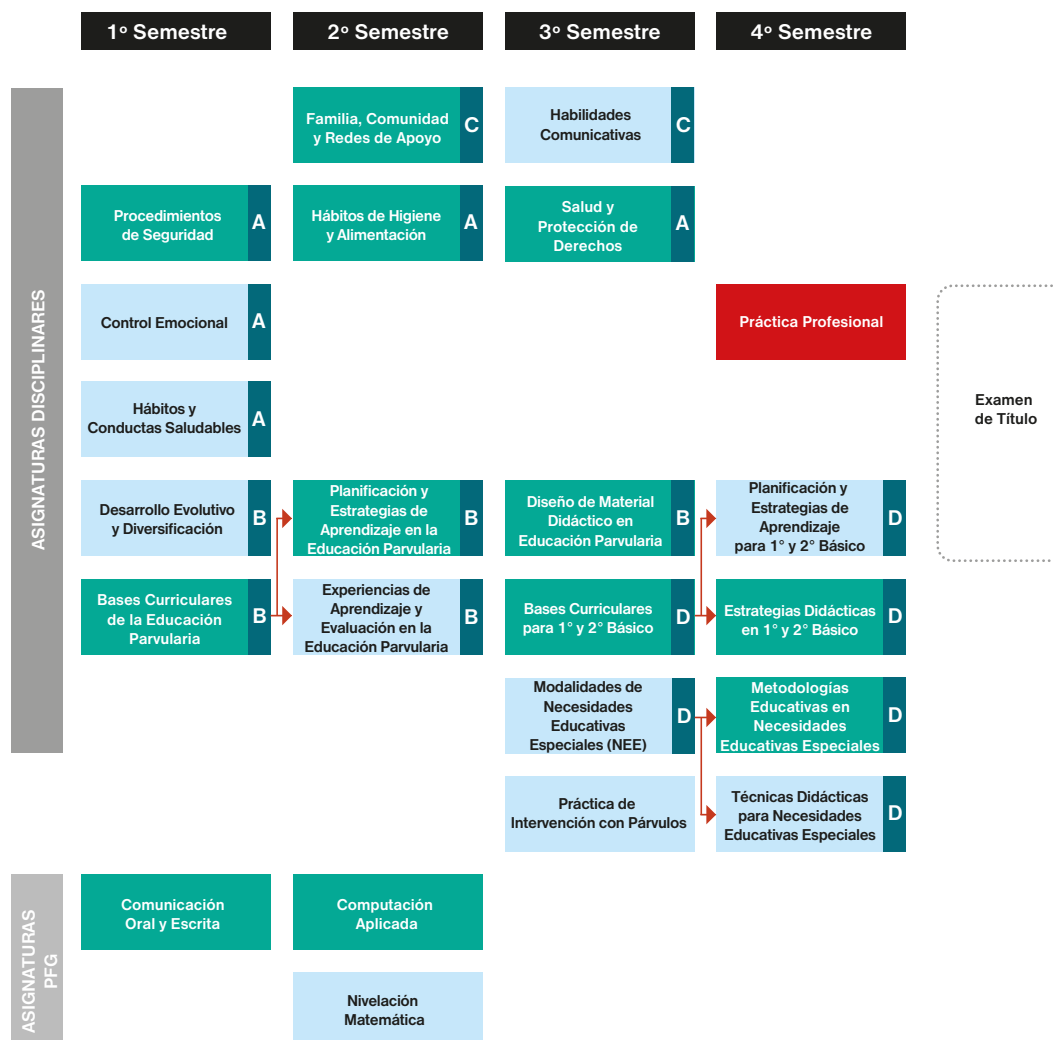 1º Semestre
2º Semestre
3º Semestre
4º Semestre
ASIGNATURAS DISCIPLINARES
Familia, Comunidad
y Redes de Apoyo
C
Habilidades
Comunicativas
C
Procedimientos
de Seguridad
A
Hábitos de Higiene
y Alimentación
A
Salud y
Protección de
Derechos
A
Control Emocional
A
Práctica Profesional
Examen
de Título
Hábitos y
Conductas Saludables
A
Desarrollo Evolutivo
y Diversificación
B
Planificación y
Estrategias de
Aprendizaje en la
Educación Parvularia
B
Diseño de Material
Didáctico en
Educación Parvularia
B
Planificación y
Estrategias de
Aprendizaje
para 1° y 2° Básico
D
Bases Curriculares
de la Educación
Parvularia
B
Experiencias de
Aprendizaje y
Evaluación en la
Educación Parvularia
B
Bases Curriculares
para 1° y 2° Básico
D
Estrategias Didácticas
en 1° y 2° Básico
D
Modalidades de
Necesidades
Educativas
Especiales (NEE)
D
Metodologías
Educativas en
Necesidades
Educativas Especiales
D
Práctica de
Intervención con Párvulos
Técnicas Didácticas
para Necesidades
Educativas Especiales
D
ASIGNATURAS
PFG
Comunicación
Oral y Escrita
Computación
Aplicada
Nivelación
Matemática